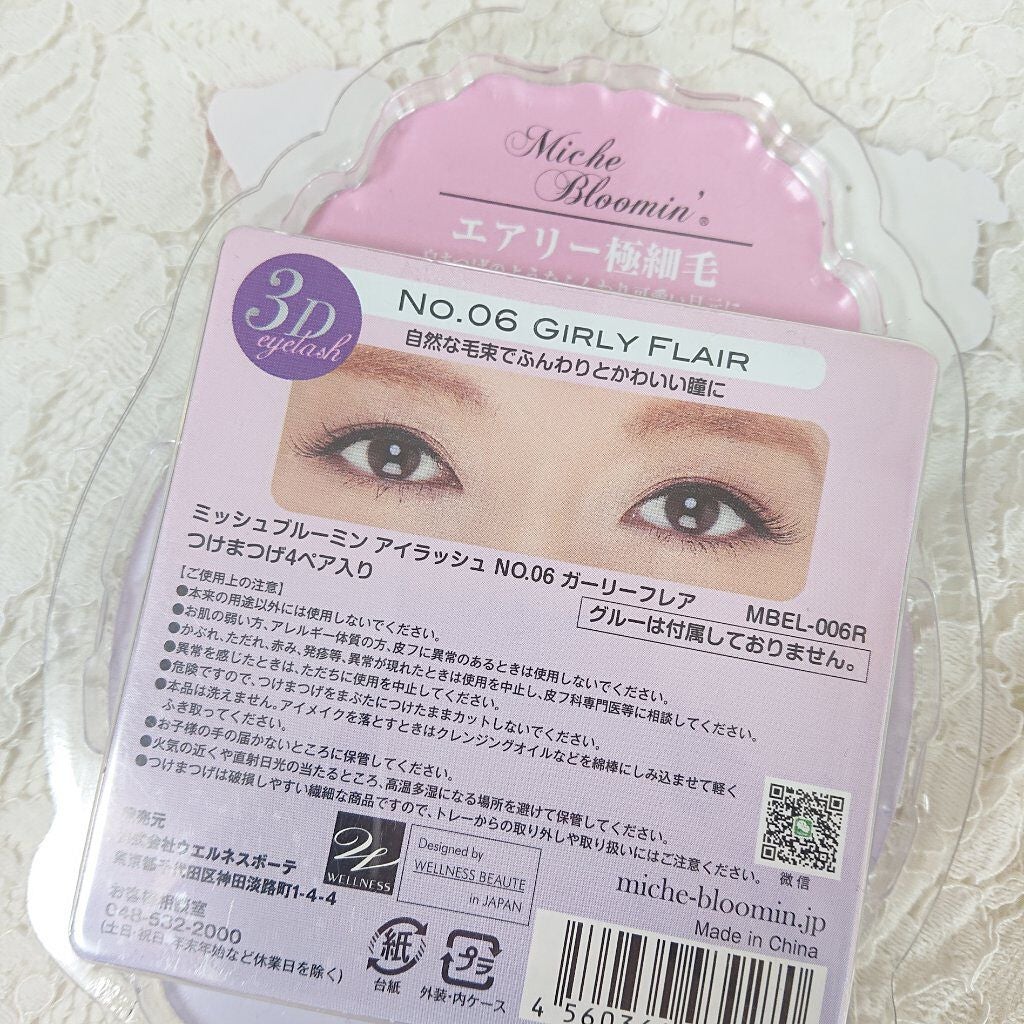 Miche
Bloomin'®
エアリー極細毛
3D
eyelash
No.06 GIRLY FLAIR
自然な毛束でふんわりとかわいい瞳に
ミッシュブルーミン アイラッシュ NO.06 ガーリーフレア MBEL-006R
つけまつげ4ペア入り
グルーは付属しておりません。
【ご使用上の注意】
●本来の用途以外には使用しないでください。
●お肌の弱い方、アレルギー体質の方、皮フに異常のあるときは使用しないでください。
●かぶれ、ただれ、赤み、発疹等、異常が現れたときは使用を中止し、皮フ科専門医等に相談してください。
●異常を感じたときは、ただちに使用を中止してください。
●危険ですので、つけまつげをまぶたにつけたままカットしないでください。
●本品は洗えません。アイメイクを落とすときはクレンジングオイルなどを綿棒にしみ込ませて軽く
ふき取ってください。
●お子様の手の届かないところに保管してください。
●火気の近くや直射日光の当たるところ、高温多湿になる場所を避けて保管してください。
●つけまつげは破損しやすい繊細な商品ですので、トレーからの取り外しや取り扱いにはご注意ください。
発売元
株式会社ウエルネスボーテ
東京都千代田区神田淡路町1-4-4
お客様相談室
048-532-2000
(土・日・祝日、年末年始など休業日を除く)
WELLNESS
Designed by
WELLNESS BEAUTE
in JAPAN
微信
miche-bloomin.jp
Made in China
紙
台紙
プラ
外装・内ケース
4 5603